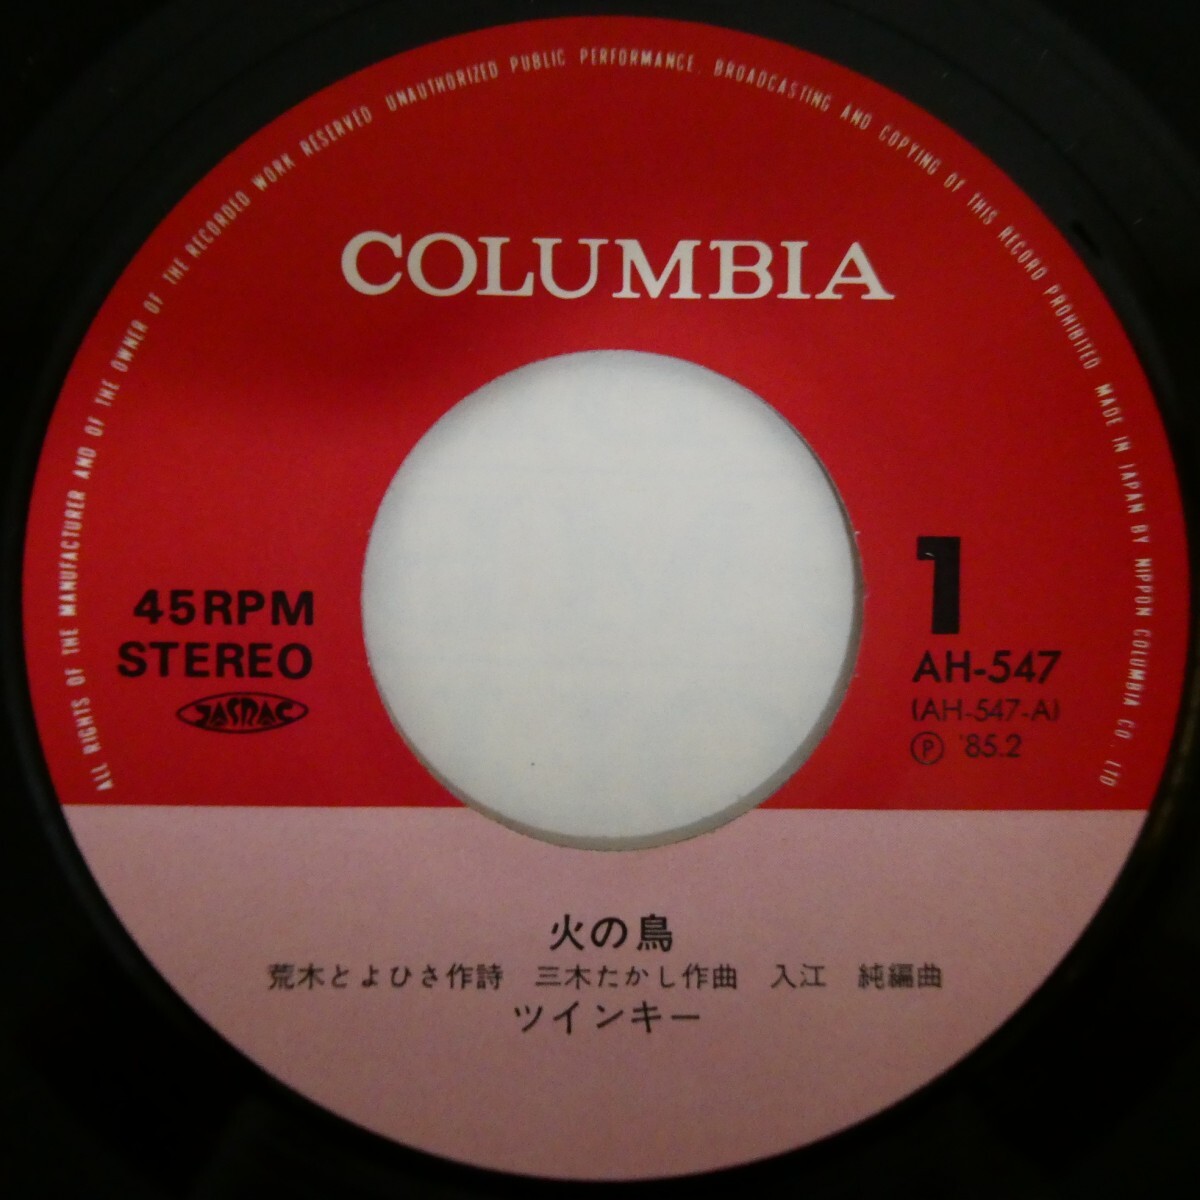 ALL RIGHTS OF THE MANUFACTURER AND OF THE OWNER OF THE RECORDED WORK RESERVED UNAUTHORIZED PUBLIC PERFORMANCE. BROADCASTING AND COPYING OF THIS RECORD PROHIBITED MADE IN JAPAN BY NIPPON COLUMBIA CO., LTD
COLUMBIA
45RPM
STEREO
JASRAC
1
AH-547
(AH-547-A)
Ⓟ '85.2
火の鳥
荒木とよひさ作詩 三木たかし作曲 入江 純編曲
ツインキー